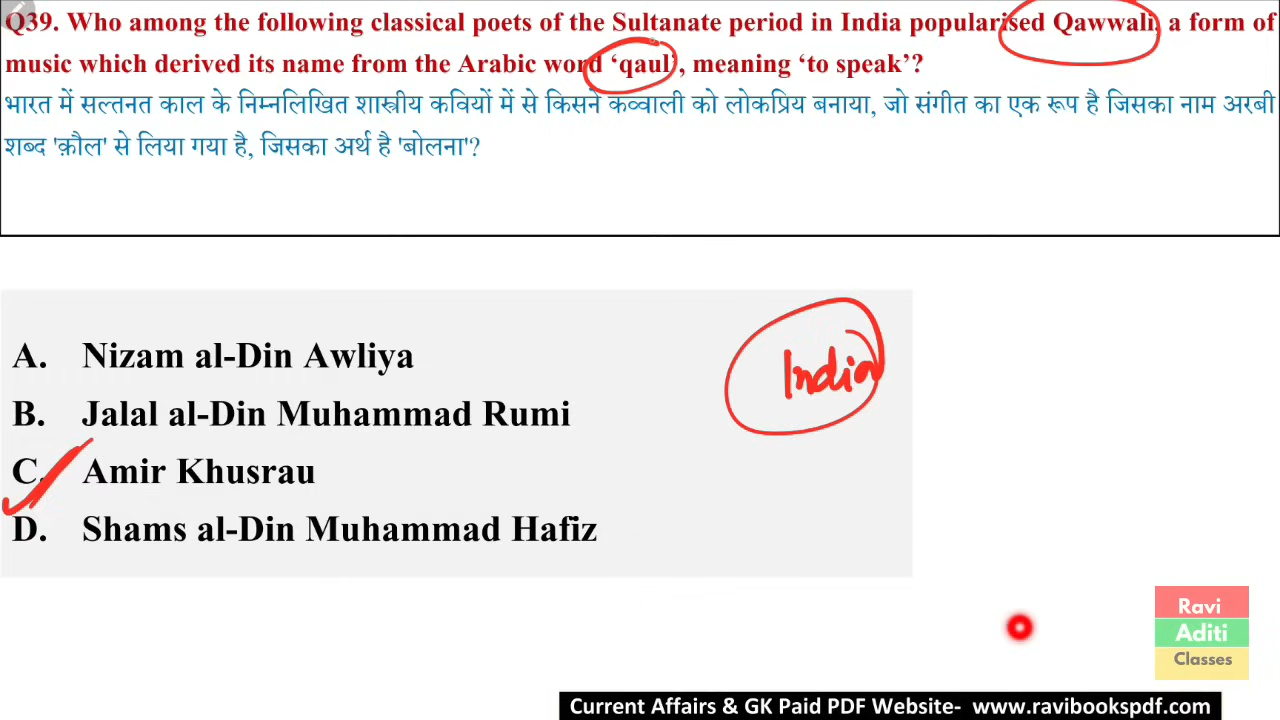 Q39. Who among the following classical poets of the Sultanate period in India popularised Qawwali, a form of
music which derived its name from the Arabic word ‘qaul’, meaning ‘to speak’?
भारत में सल्तनत काल के निम्नलिखित शास्त्रीय कवियों में से किसने कव्वाली को लोकप्रिय बनाया, जो संगीत का एक रूप है जिसका नाम अरबी
शब्द 'क़ौल' से लिया गया है, जिसका अर्थ है 'बोलना'?
A. Nizam al-Din Awliya
India
B. Jalal al-Din Muhammad Rumi
C. Amir Khusrau
D. Shams al-Din Muhammad Hafiz
Ravi
Aditi
Classes
Current Affairs & GK Paid PDF Website- www.ravibookspdf.com